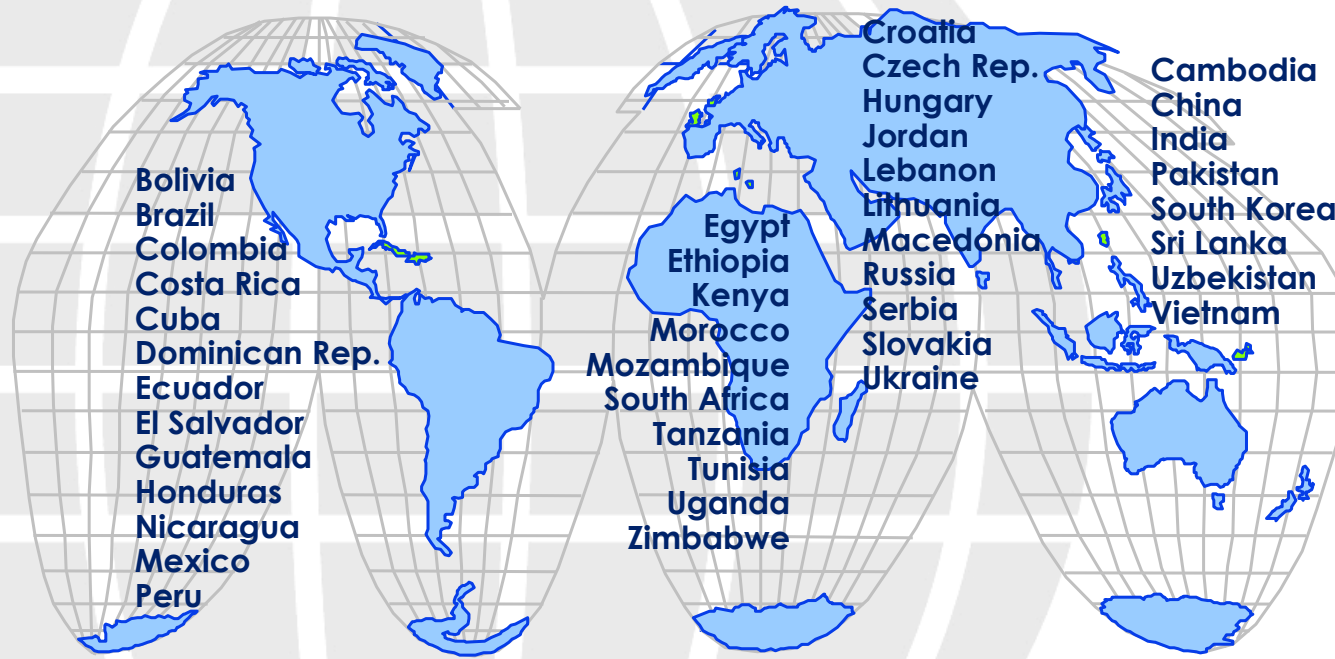 Bolivia
Brazil
Colombia
Costa Rica
Cuba
Dominican Rep.
Ecuador
El Salvador
Guatemala
Honduras
Nicaragua
Mexico
Peru
Egypt
Ethiopia
Kenya
Morocco
Mozambique
South Africa
Tanzania
Tunisia
Uganda
Zimbabwe
Croatia
Czech Rep.
Hungary
Jordan
Lebanon
Lithuania
Macedonia
Russia
Serbia
Slovakia
Ukraine
Cambodia
China
India
Pakistan
South Korea
Sri Lanka
Uzbekistan
Vietnam